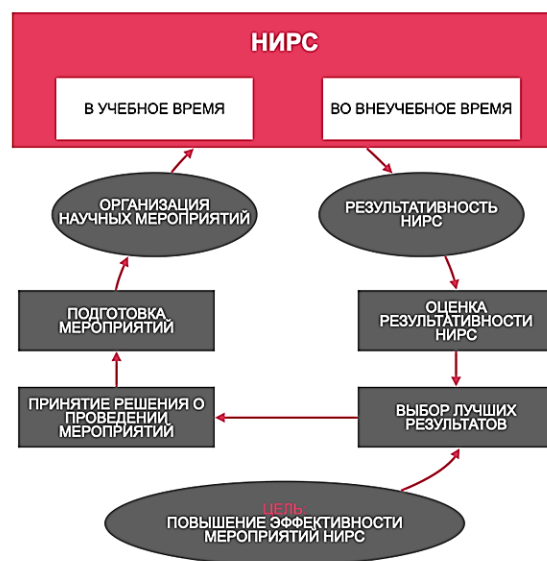 НИРС
В УЧЕБНОЕ ВРЕМЯ
ВО ВНЕУЧЕБНОЕ ВРЕМЯ
ОРГАНИЗАЦИЯ
НАУЧНЫХ МЕРОПРИЯТИЙ
РЕЗУЛЬТАТИВНОСТЬ
НИРС
ПОДГОТОВКА
МЕРОПРИЯТИЙ
ОЦЕНКА
РЕЗУЛЬТАТИВНОСТИ
НИРС
ПРИНЯТИЕ РЕШЕНИЯ О
ПРОВЕДЕНИИ
МЕРОПРИЯТИЙ
ВЫБОР ЛУЧШИХ
РЕЗУЛЬТАТОВ
ЦЕЛЬ
ПОВЫШЕНИЕ ЭФФЕКТИВНОСТИ
МЕРОПРИЯТИЙ НИРС